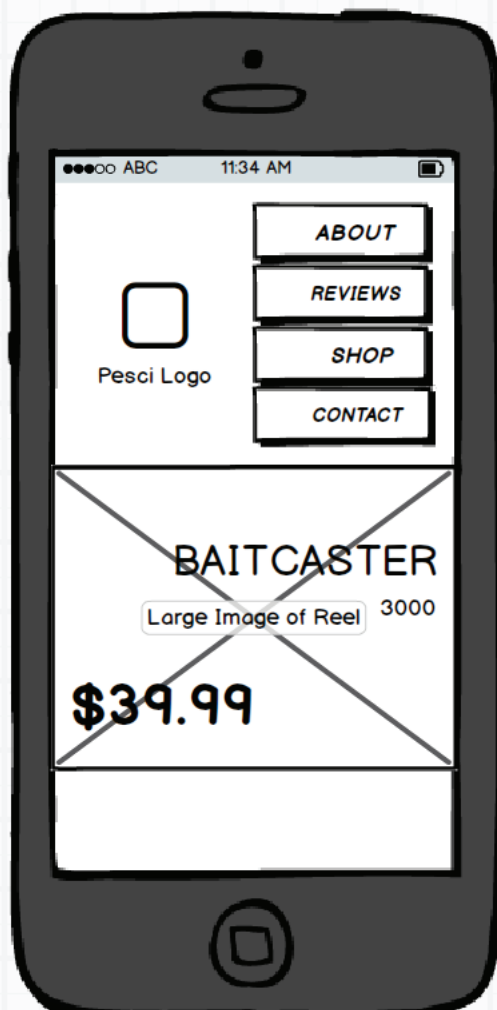 ABC 11:34 AM
ABOUT
REVIEWS
SHOP
CONTACT
Pesci Logo
BAITCASTER
3000
Large Image of Reel
$39.99